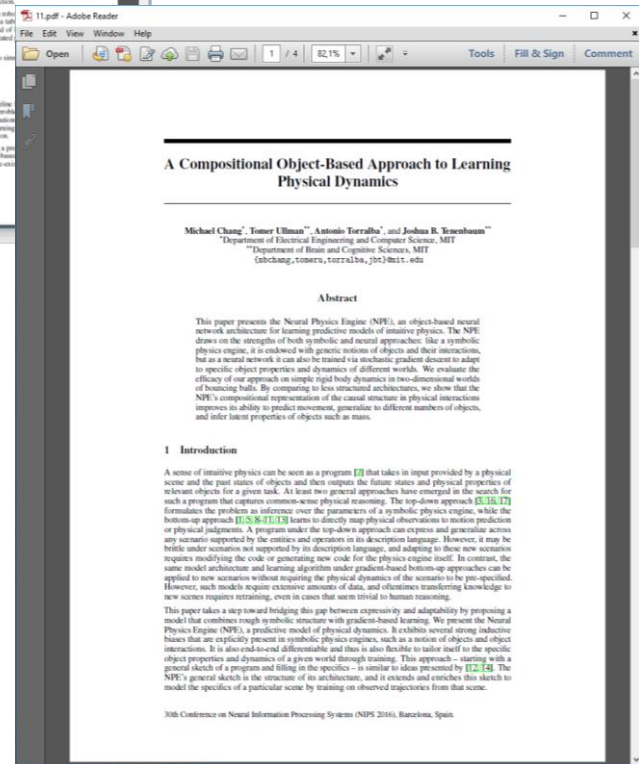 11.pdf - Adobe Reader
File Edit View Window Help
Open 1 / 4 82,1% Tools Fill & Sign Comment
A Compositional Object-Based Approach to Learning
Physical Dynamics
Michael Chang*, Tomer Ullman**, Antonio Torralba*, and Joshua B. Tenenbaum**
*Department of Electrical Engineering and Computer Science, MIT
**Department of Brain and Cognitive Sciences, MIT
{mbchang,tomeru,torralba,jbt}@mit.edu
Abstract
This paper presents the Neural Physics Engine (NPE), an object-based neural
network architecture for learning predictive models of intuitive physics. The NPE
draws on the strengths of both symbolic and neural approaches: like a symbolic
physics engine, it is endowed with generic notions of objects and their interactions,
but as a neural network it can also be trained via stochastic gradient descent to adapt
to specific object properties and dynamics of different worlds. We evaluate the
efficacy of our approach on simple rigid body dynamics in two-dimensional worlds
of bouncing balls. By comparing to less structured architectures, we show that the
NPE's compositional representation of the causal structure in physical interactions
improves its ability to predict movement, generalize to different numbers of objects,
and infer latent properties of objects such as mass.
1 Introduction
A sense of intuitive physics can be seen as a program [7] that takes in input provided by a physical
scene and the past states of objects and then outputs the future states and physical properties of
relevant objects for a given task. At least two general approaches have emerged in the search for
such a program that captures common-sense physical reasoning. The top-down approach [3, 16, 17]
formulates the problem as inference over the parameters of a symbolic physics engine, while the
bottom-up approach [1, 5, 8–11, 13] learns to directly map physical observations to motion prediction
or physical judgments. A program under the top-down approach can express and generalize across
any scenario supported by the entities and operators in its description language. However, it may be
brittle under scenarios not supported by its description language, and adapting to these new scenarios
requires modifying the code or generating new code for the physics engine itself. In contrast, the
same model architecture and learning algorithm under gradient-based bottom-up approaches can be
applied to new scenarios without requiring the physical dynamics of the scenario to be pre-specified.
However, such models require extensive amounts of data, and oftentimes transferring knowledge to
new scenes requires retraining, even in cases that seem trivial to human reasoning.
This paper takes a step toward bridging this gap between expressivity and adaptability by proposing a
model that combines rough symbolic structure with gradient-based learning. We present the Neural
Physics Engine (NPE), a predictive model of physical dynamics. It exhibits several strong inductive
biases that are explicitly present in symbolic physics engines, such as a notion of objects and object
interactions. It is also end-to-end differentiable and thus is also flexible to tailor itself to the specific
object properties and dynamics of a given world through training. This approach – starting with a
general sketch of a program and filling in the specifics – is similar to ideas presented by [12, 14]. The
NPE's general sketch is the structure of its architecture, and it extends and enriches this sketch to
model the specifics of a particular scene by training on observed trajectories from that scene.
30th Conference on Neural Information Processing Systems (NIPS 2016), Barcelona, Spain.